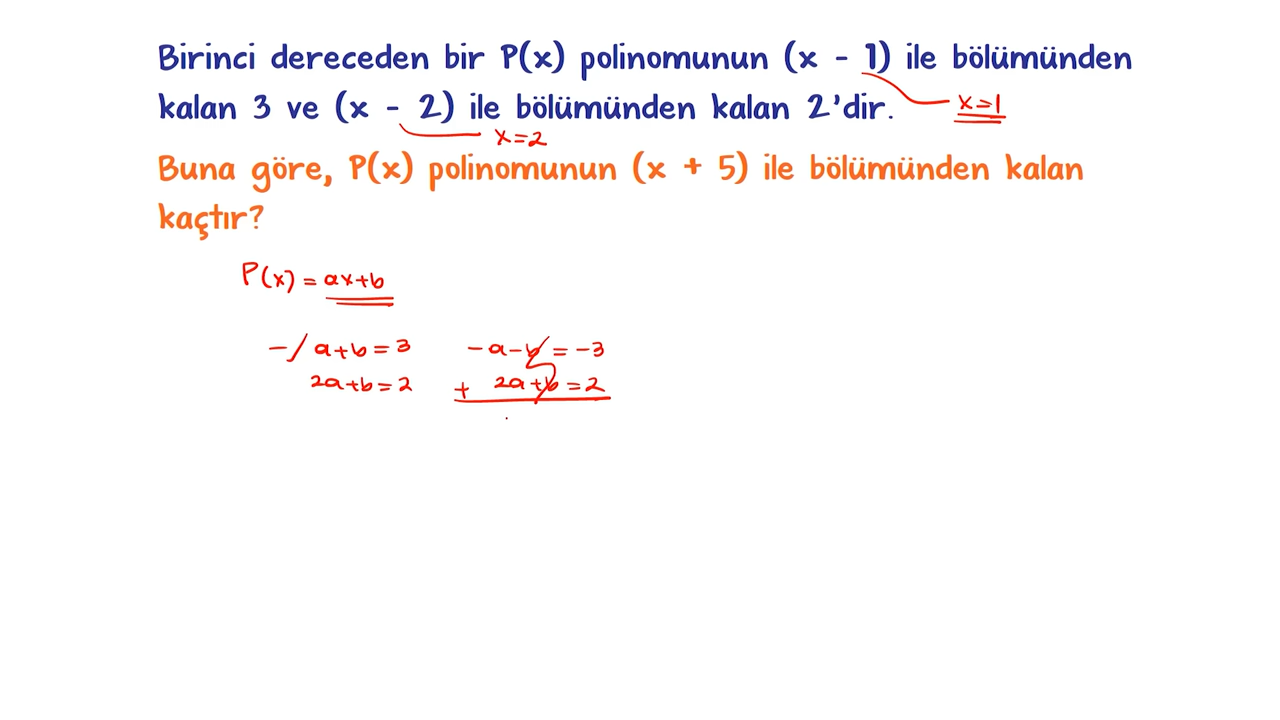 Birinci dereceden bir P(x) polinomunun (x - 1) ile bölümünden
kalan 3 ve (x - 2) ile bölümünden kalan 2'dir.
x=1
x=2
Buna göre, P(x) polinomunun (x + 5) ile bölümünden kalan
kaçtır?
P(x) = ax+b
-/ a+b=3
2a+b=2
-a-b=-3
+ 2a+b=2